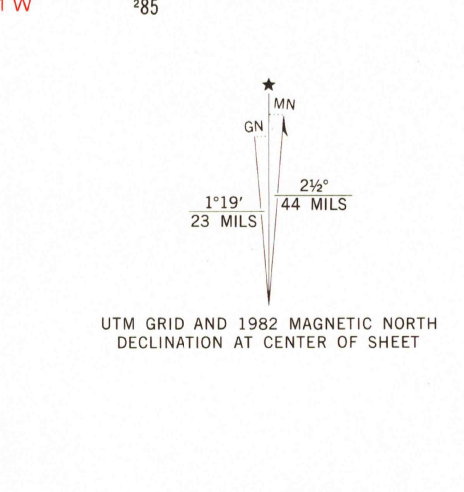 ²85
MN
GN
1°19′
23 MILS
2½°
44 MILS
UTM GRID AND 1982 MAGNETIC NORTH
DECLINATION AT CENTER OF SHEET